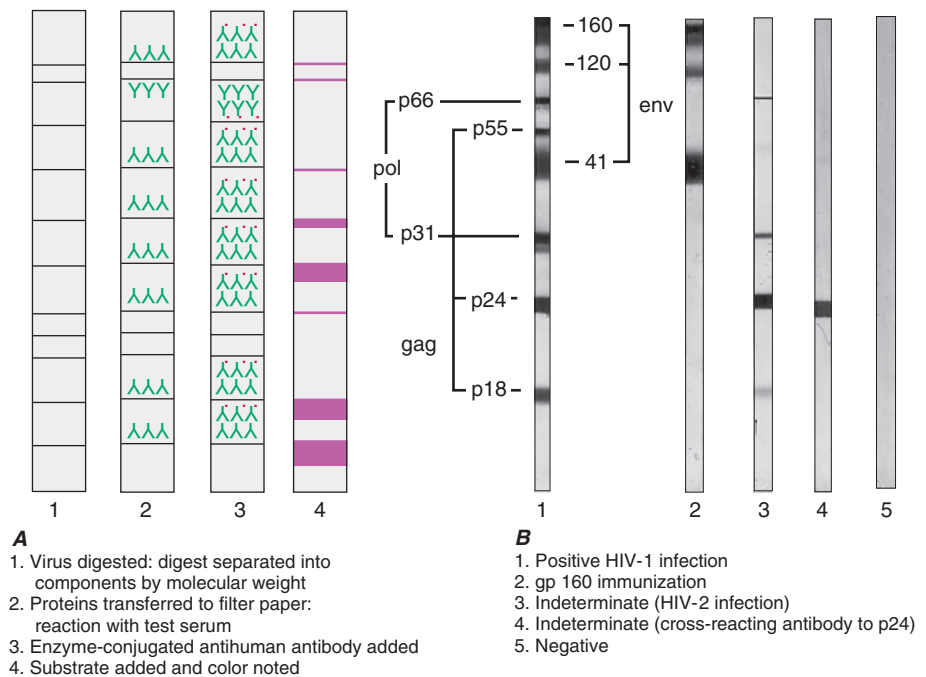 160
120
p66
env
p55
41
pol
p31
p24
gag
p18
1
2
3
4
1
2
3
4
5
A
1. Virus digested: digest separated into
components by molecular weight
2. Proteins transferred to filter paper:
reaction with test serum
3. Enzyme-conjugated antihuman antibody added
4. Substrate added and color noted
B
1. Positive HIV-1 infection
2. gp 160 immunization
3. Indeterminate (HIV-2 infection)
4. Indeterminate (cross-reacting antibody to p24)
5. Negative